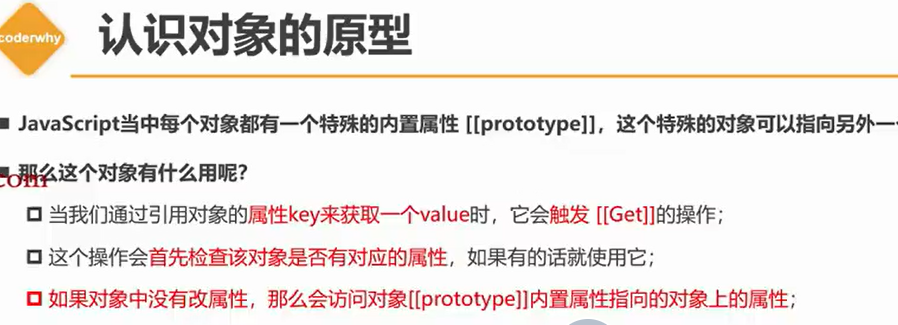 coderwhy
认识对象的原型
JavaScript当中每个对象都有一个特殊的内置属性 [[prototype]]，这个特殊的对象可以指向另外一
那么这个对象有什么用呢？
com
当我们通过引用对象的属性key来获取一个value时，它会触发 [[Get]]的操作；
这个操作会首先检查该对象是否有对应的属性，如果有的话就使用它；
如果对象中没有改属性，那么会访问对象[[prototype]]内置属性指向的对象上的属性；